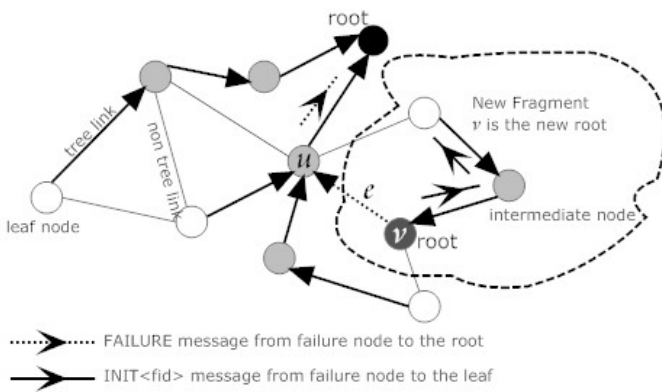 root
tree link
non tree link
New Fragment
v is the new root
u
e
leaf node
intermediate node
v
root
FAILURE message from failure node to the root
INIT<fid> message from failure node to the leaf